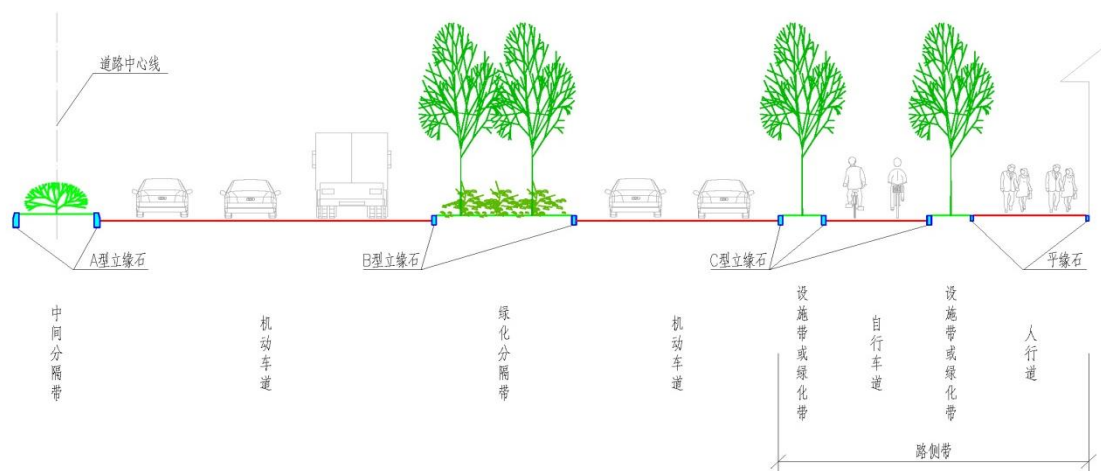 道路中心线
A型立缘石
B型立缘石
C型立缘石
平缘石
中间分隔带
机动车道
绿化分隔带
机动车道
设施带或绿化带
自行车道
设施带或绿化带
人行道
路侧带